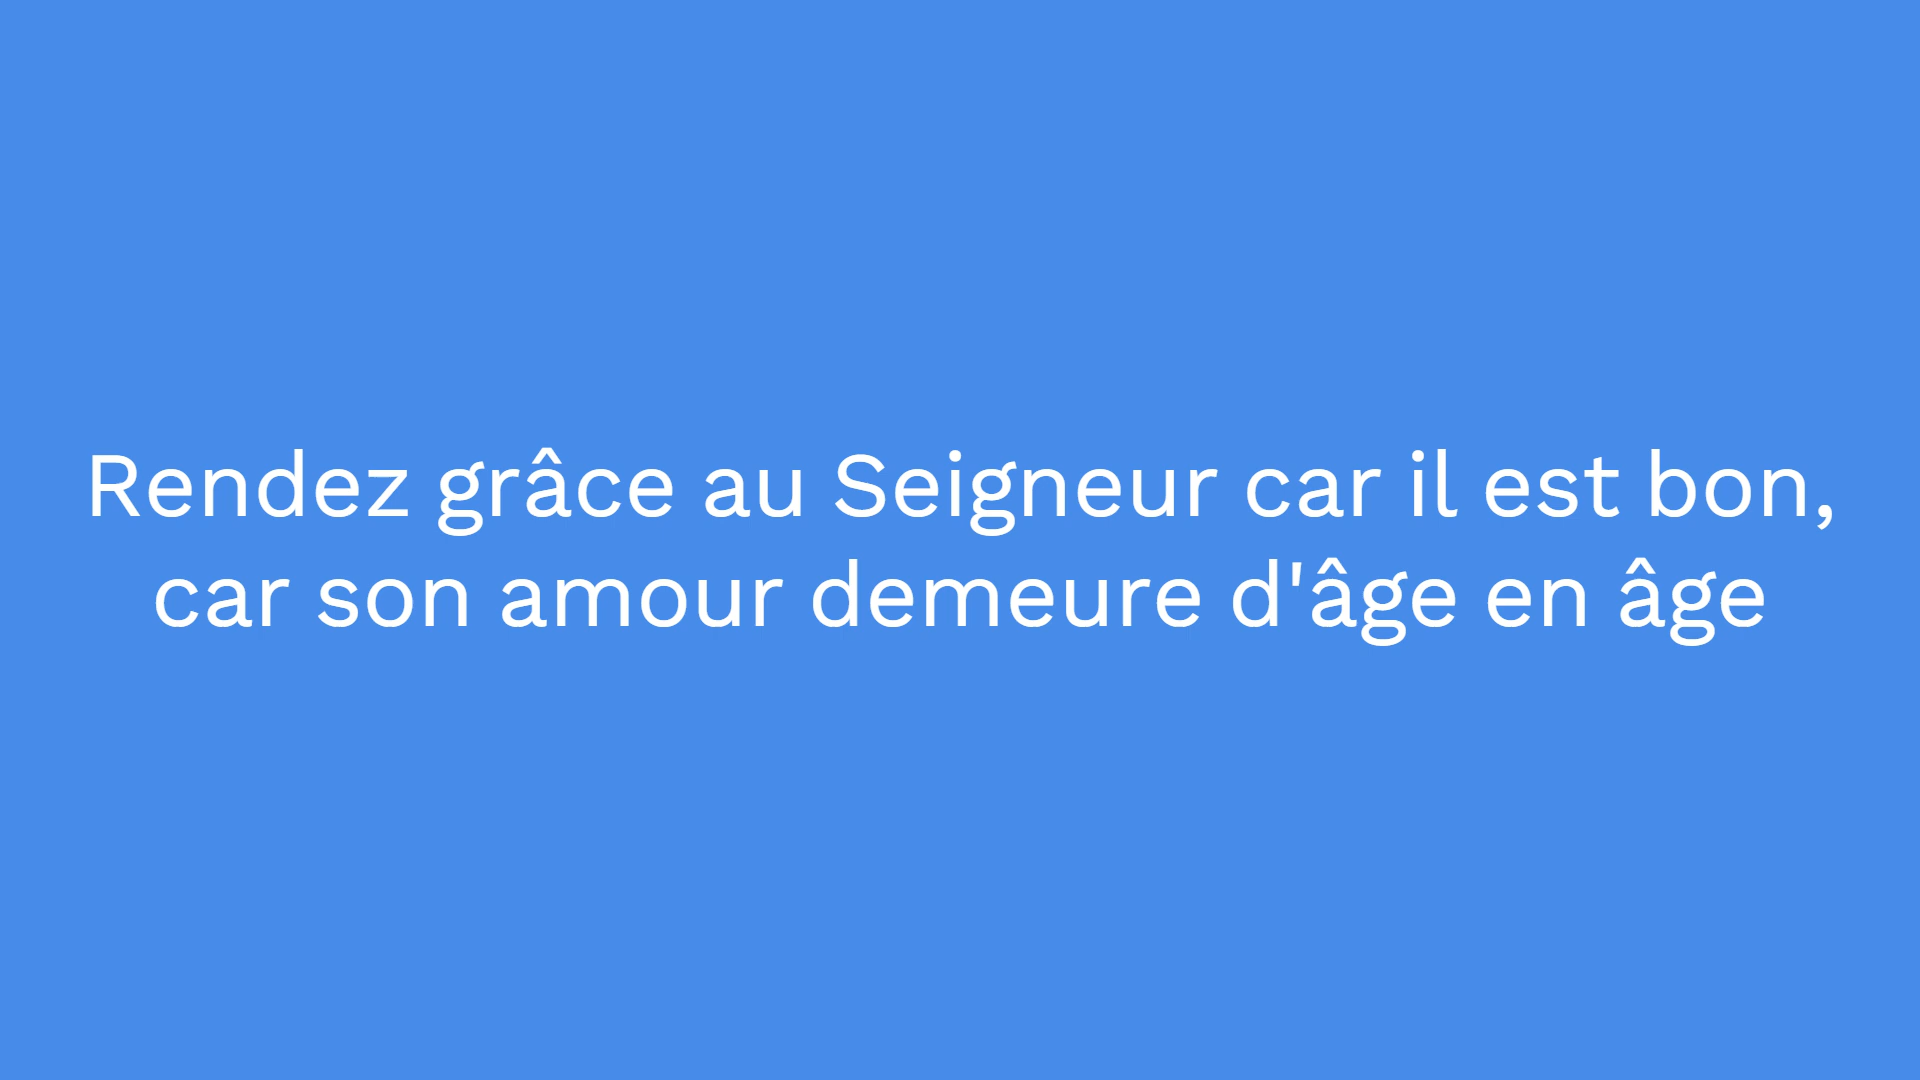 Rendez grâce au Seigneur car il est bon,
car son amour demeure d'âge en âge